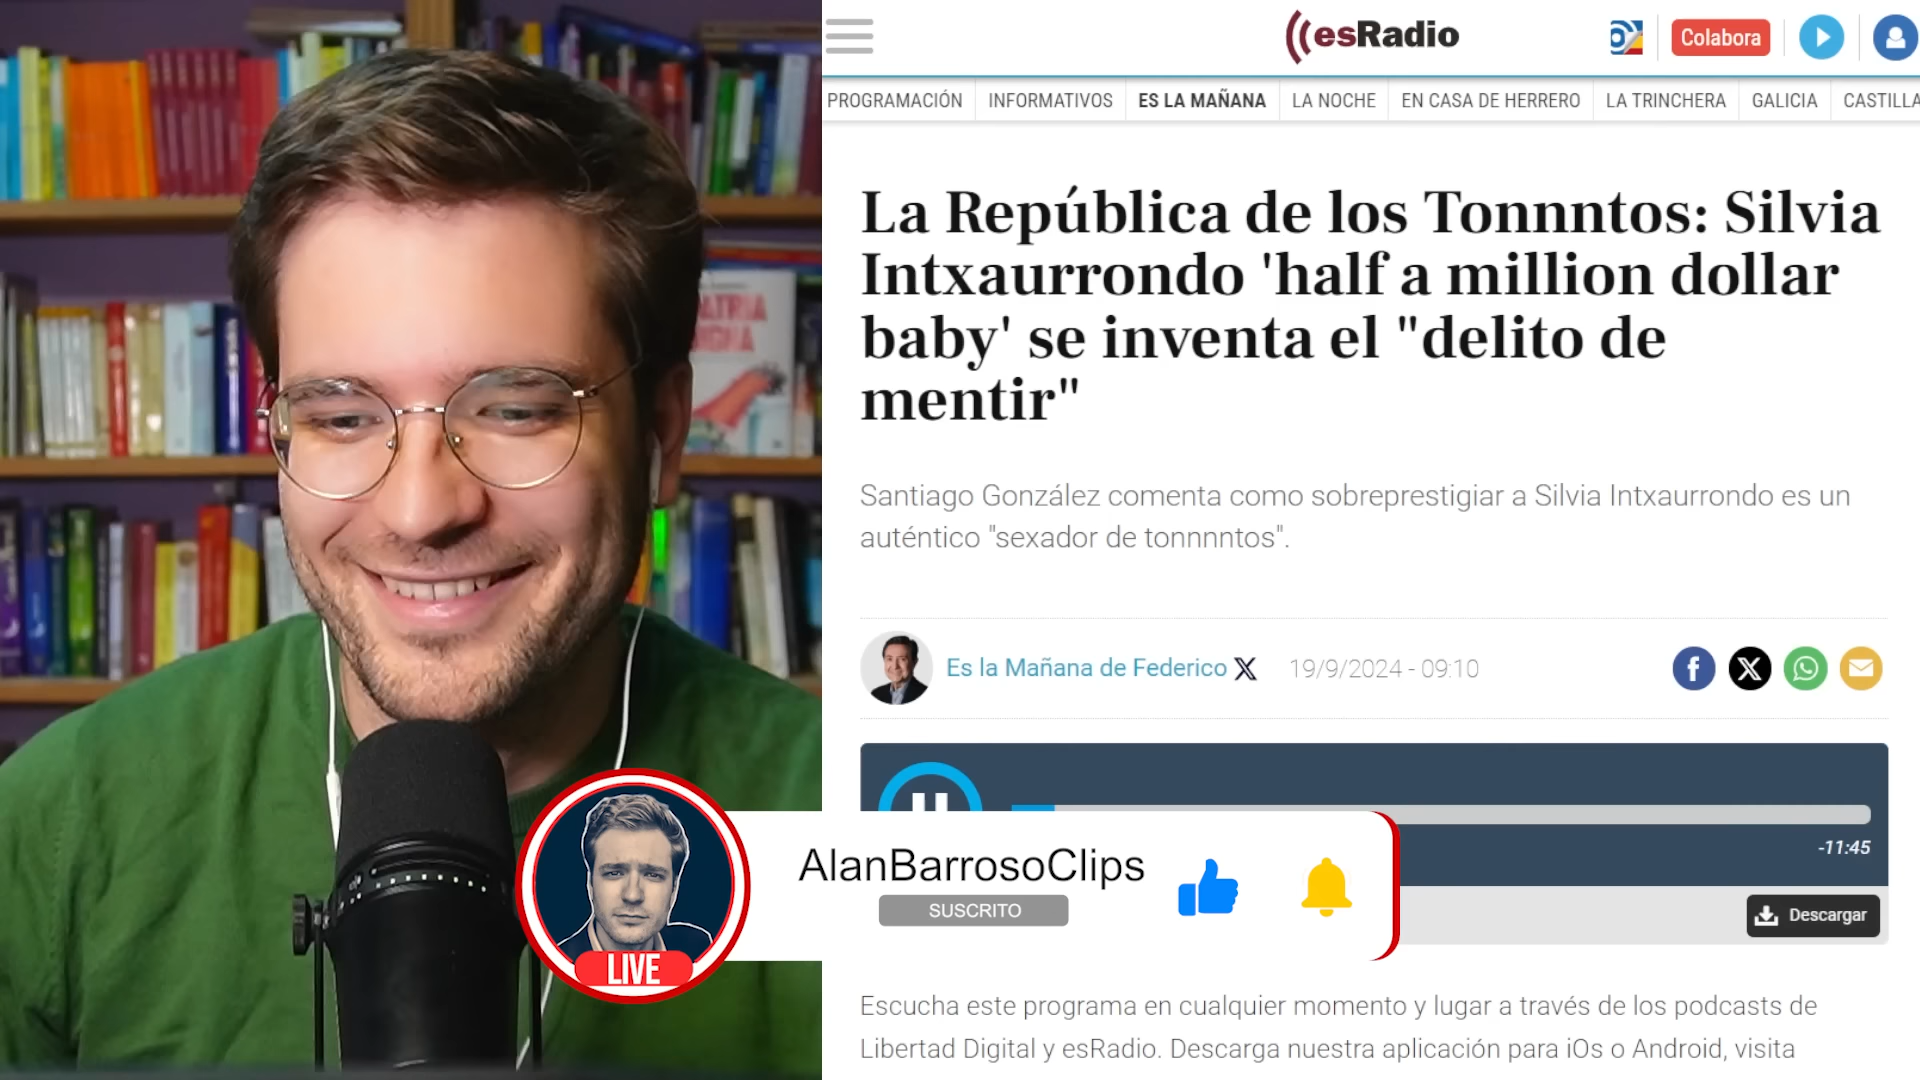 esRadio
Colabora
PROGRAMACIÓN INFORMATIVOS ES LA MAÑANA LA NOCHE EN CASA DE HERRERO LA TRINCHERA GALICIA CASTILLA
La República de los Tonnntos: Silvia
Intxaurrondo 'half a million dollar
baby' se inventa el "delito de
mentir"
Santiago González comenta como sobreprestigiar a Silvia Intxaurrondo es un
auténtico "sexador de tonnnntos".
Es la Mañana de Federico
19/9/2024 - 09:10
-11:45
Descargar
AlanBarrosoClips
SUSCRITO
LIVE
Escucha este programa en cualquier momento y lugar a través de los podcasts de
Libertad Digital y esRadio. Descarga nuestra aplicación para iOs o Android, visita